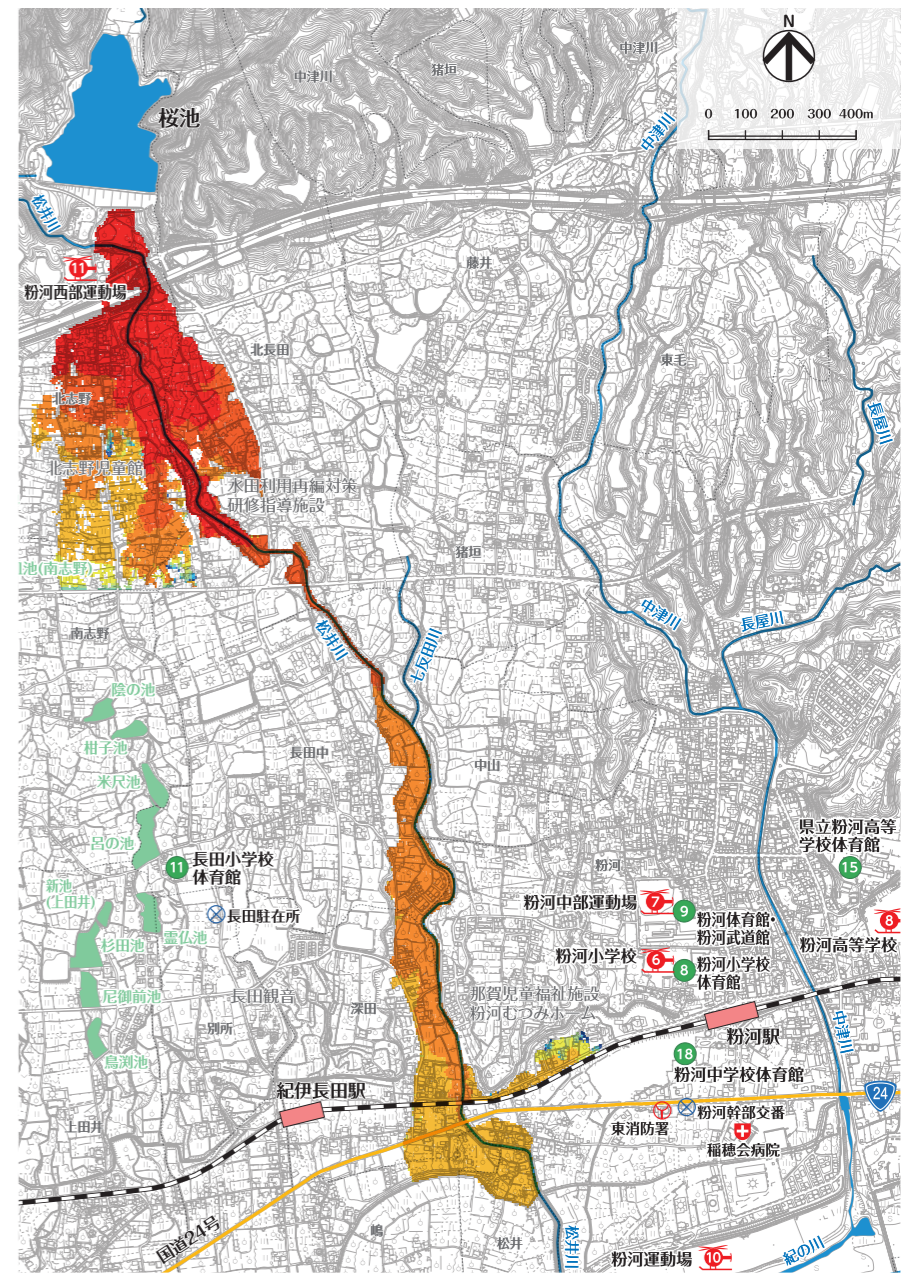 N
0 100 200 300 400m
中津川
猪垣
中津川
桜池
中津川
松井川
11
粉河西部運動場
藤井
北長田
東毛
長屋川
北志野
北志野児童館
水田利用再編対策
研修指導施設
猪垣
池(南志野)
南志野
松井川
七反田川
中津川
長屋川
陰の池
柑子池
長田中
中山
米尺池
呂の池
11
長田小学校
体育館
粉河
県立粉河高等
学校体育館
15
新池
(上田井)
長田駐在所
杉田池
霊仏池
粉河中部運動場
7
9
粉河体育館・
粉河武道館
8
粉河高等学校
粉河小学校
6
8
粉河小学校
体育館
尼御前池
長田観音
深田
那賀児童福祉施設
粉河むつみホーム
別所
鳥渕池
粉河駅
中津川
18
粉河中学校体育館
紀伊長田駅
24
上田井
東消防署
粉河幹部交番
稲穂会病院
国道24号
嶋
松井
松井川
粉河運動場
10
紀の川